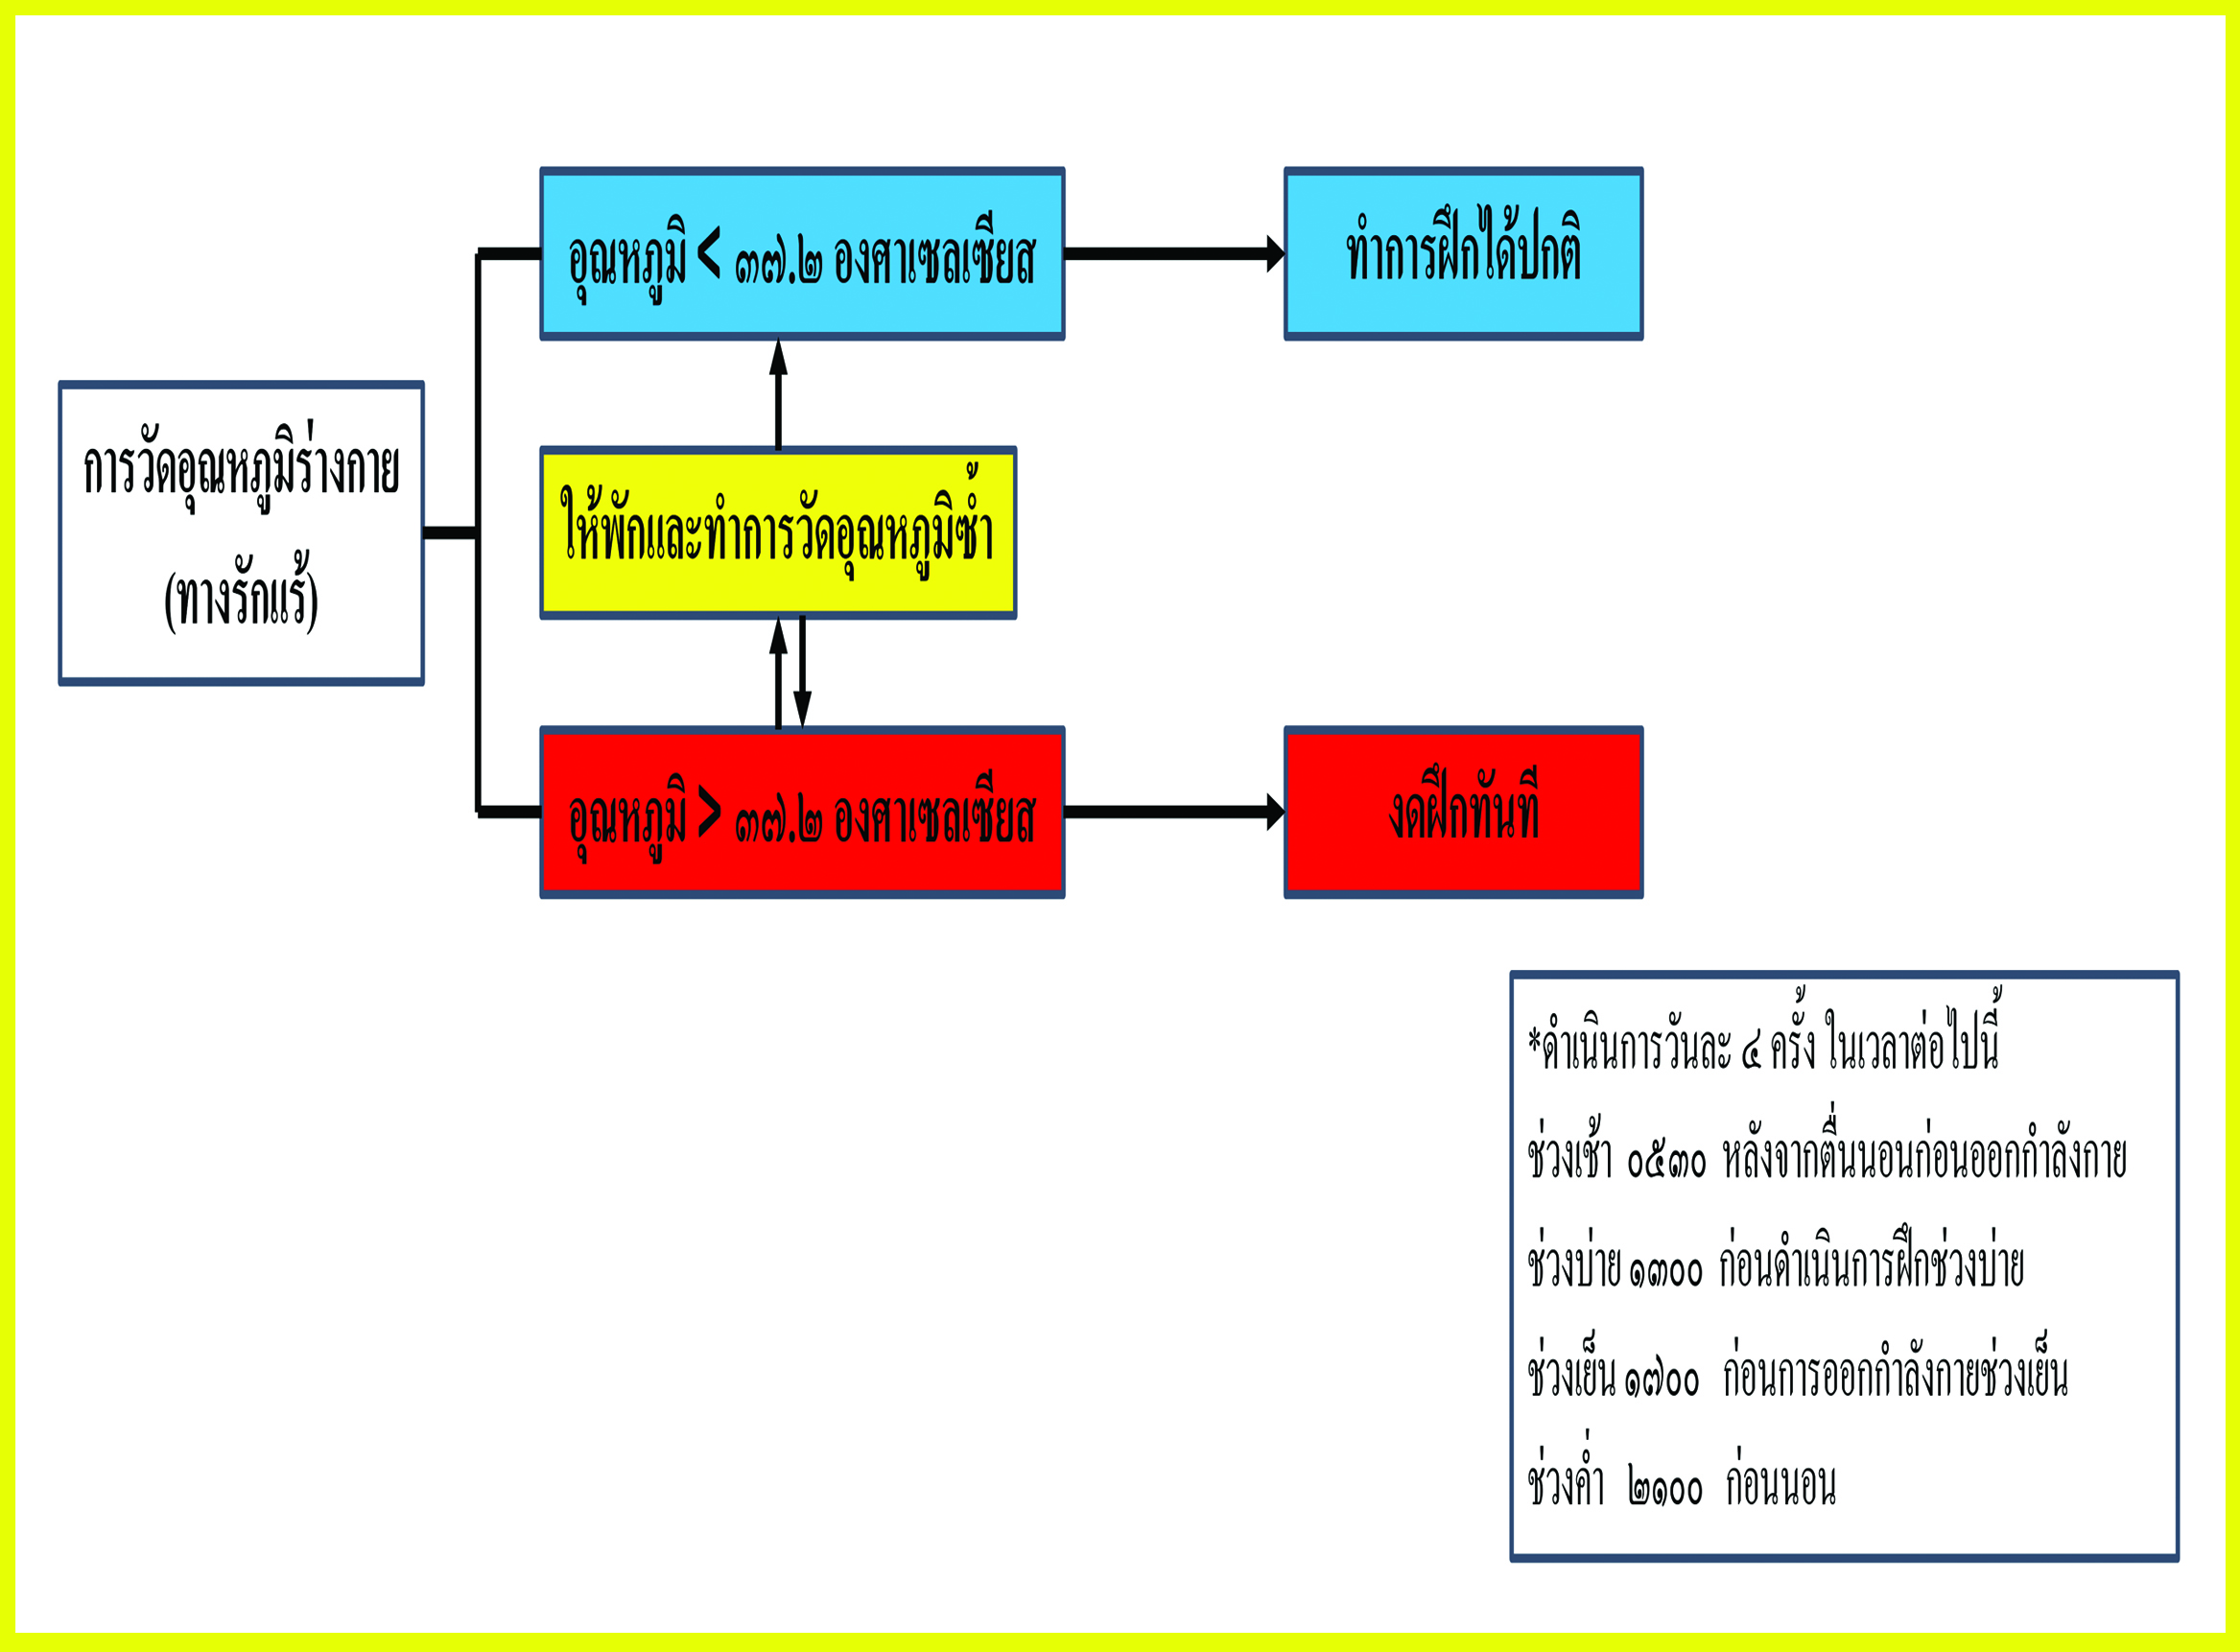 อุณหภูมิ < ๓๗.๒ องศาเซลเซียส
ทำการฝึกได้ปกติ
การวัดอุณหภูมิร่างกาย
(ทางรักแร้)
ให้พักและทำการวัดอุณหภูมิซ้ำ
อุณหภูมิ > ๓๗.๒ องศาเซลเซียส
งดฝึกทันที
*ดำเนินการวันละ ๔ ครั้ง ในเวลาต่อไปนี้
ช่วงเช้า ๐๕๓๐ หลังจากตื่นนอนก่อนออกกำลังกาย
ช่วงบ่าย ๑๓๐๐ ก่อนดำเนินการฝึกช่วงบ่าย
ช่วงเย็น ๑๗๐๐ ก่อนการออกกำลังกายช่วงเย็น
ช่วงค่ำ ๒๑๐๐ ก่อนนอน